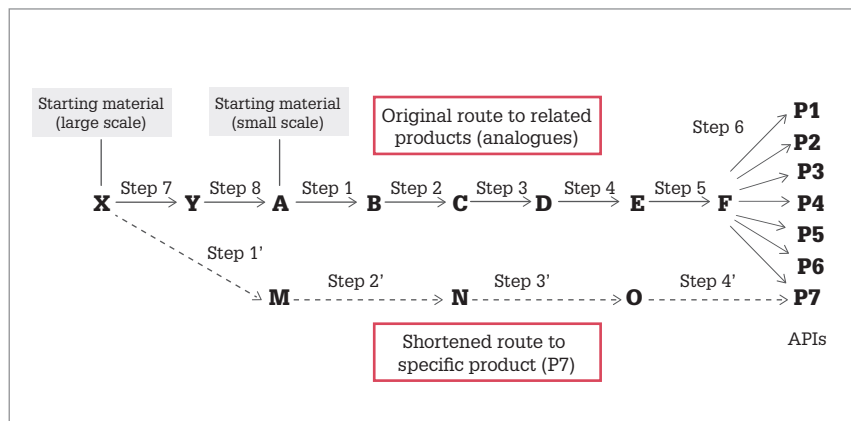 Starting material
(large scale)
Starting material
(small scale)
Original route to related
products (analogues)
Step 6
P1
P2
P3
P4
P5
P6
P7
APIs
X
Step 7
Y
Step 8
A
Step 1
B
Step 2
C
Step 3
D
Step 4
E
Step 5
F
Step 1'
M
Step 2'
N
Step 3'
O
Step 4'
Shortened route to
specific product (P7)